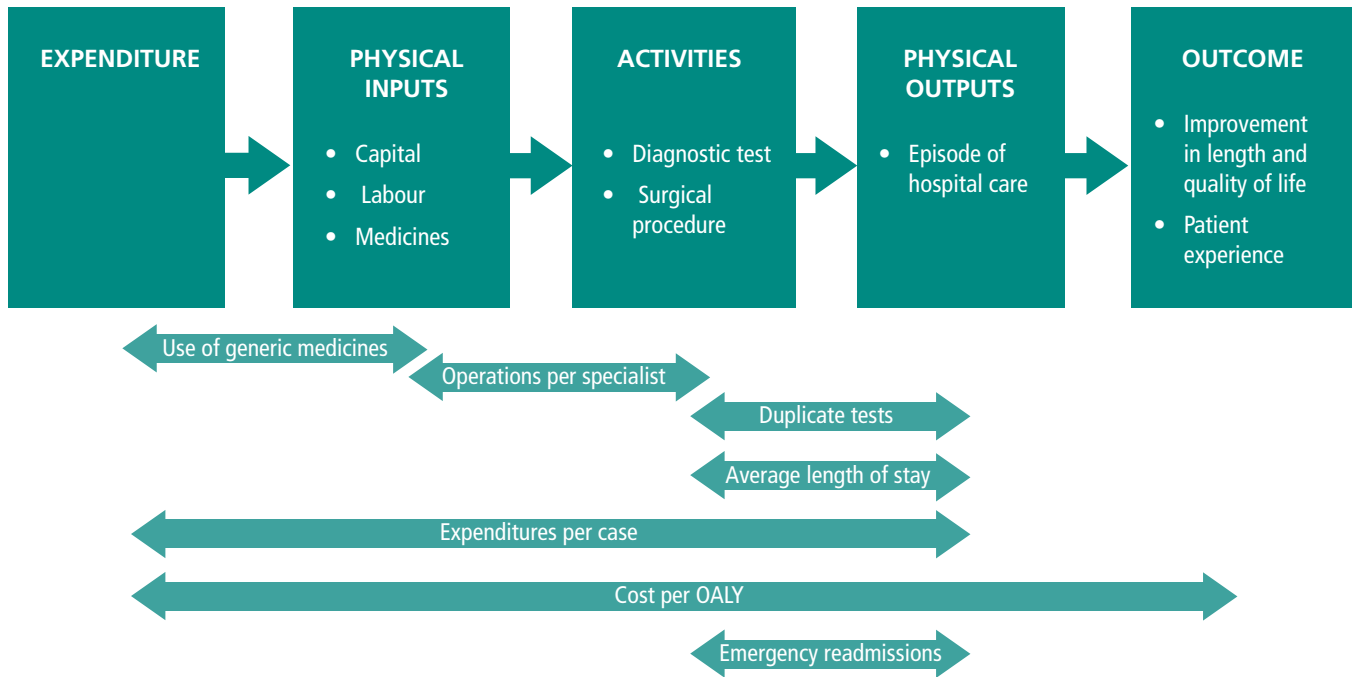 EXPENDITURE
PHYSICAL
INPUTS
• Capital
• Labour
• Medicines
ACTIVITIES
• Diagnostic test
• Surgical
procedure
PHYSICAL
OUTPUTS
• Episode of
hospital care
OUTCOME
• Improvement
in length and
quality of life
• Patient
experience
Use of generic medicines
Operations per specialist
Duplicate tests
Average length of stay
Expenditures per case
Cost per OALY
Emergency readmissions